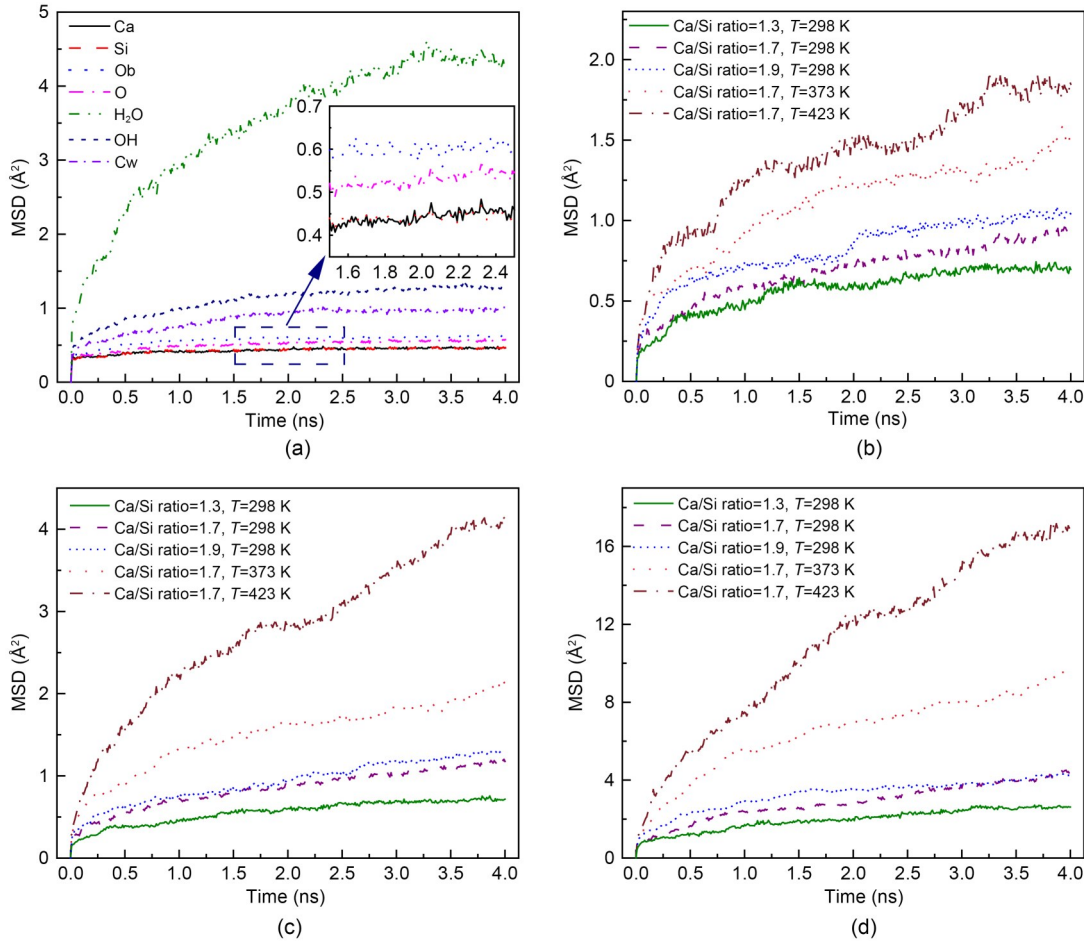 5
4
3
2
1
0
MSD (Å²)
Ca
Si
Ob
O
H₂O
OH
Cw
0.7
0.6
0.5
0.4
1.6 1.8 2.0 2.2 2.4
0.0 0.5 1.0 1.5 2.0 2.5 3.0 3.5 4.0
Time (ns)
(a)
2.0
1.5
1.0
0.5
0.0
MSD (Å²)
Ca/Si ratio=1.3, T=298 K
Ca/Si ratio=1.7, T=298 K
Ca/Si ratio=1.9, T=298 K
Ca/Si ratio=1.7, T=373 K
Ca/Si ratio=1.7, T=423 K
0.0 0.5 1.0 1.5 2.0 2.5 3.0 3.5 4.0
Time (ns)
(b)
4
3
2
1
0
MSD (Å²)
Ca/Si ratio=1.3, T=298 K
Ca/Si ratio=1.7, T=298 K
Ca/Si ratio=1.9, T=298 K
Ca/Si ratio=1.7, T=373 K
Ca/Si ratio=1.7, T=423 K
0.0 0.5 1.0 1.5 2.0 2.5 3.0 3.5 4.0
Time (ns)
(c)
16
12
8
4
0
MSD (Å²)
Ca/Si ratio=1.3, T=298 K
Ca/Si ratio=1.7, T=298 K
Ca/Si ratio=1.9, T=298 K
Ca/Si ratio=1.7, T=373 K
Ca/Si ratio=1.7, T=423 K
0.0 0.5 1.0 1.5 2.0 2.5 3.0 3.5 4.0
Time (ns)
(d)